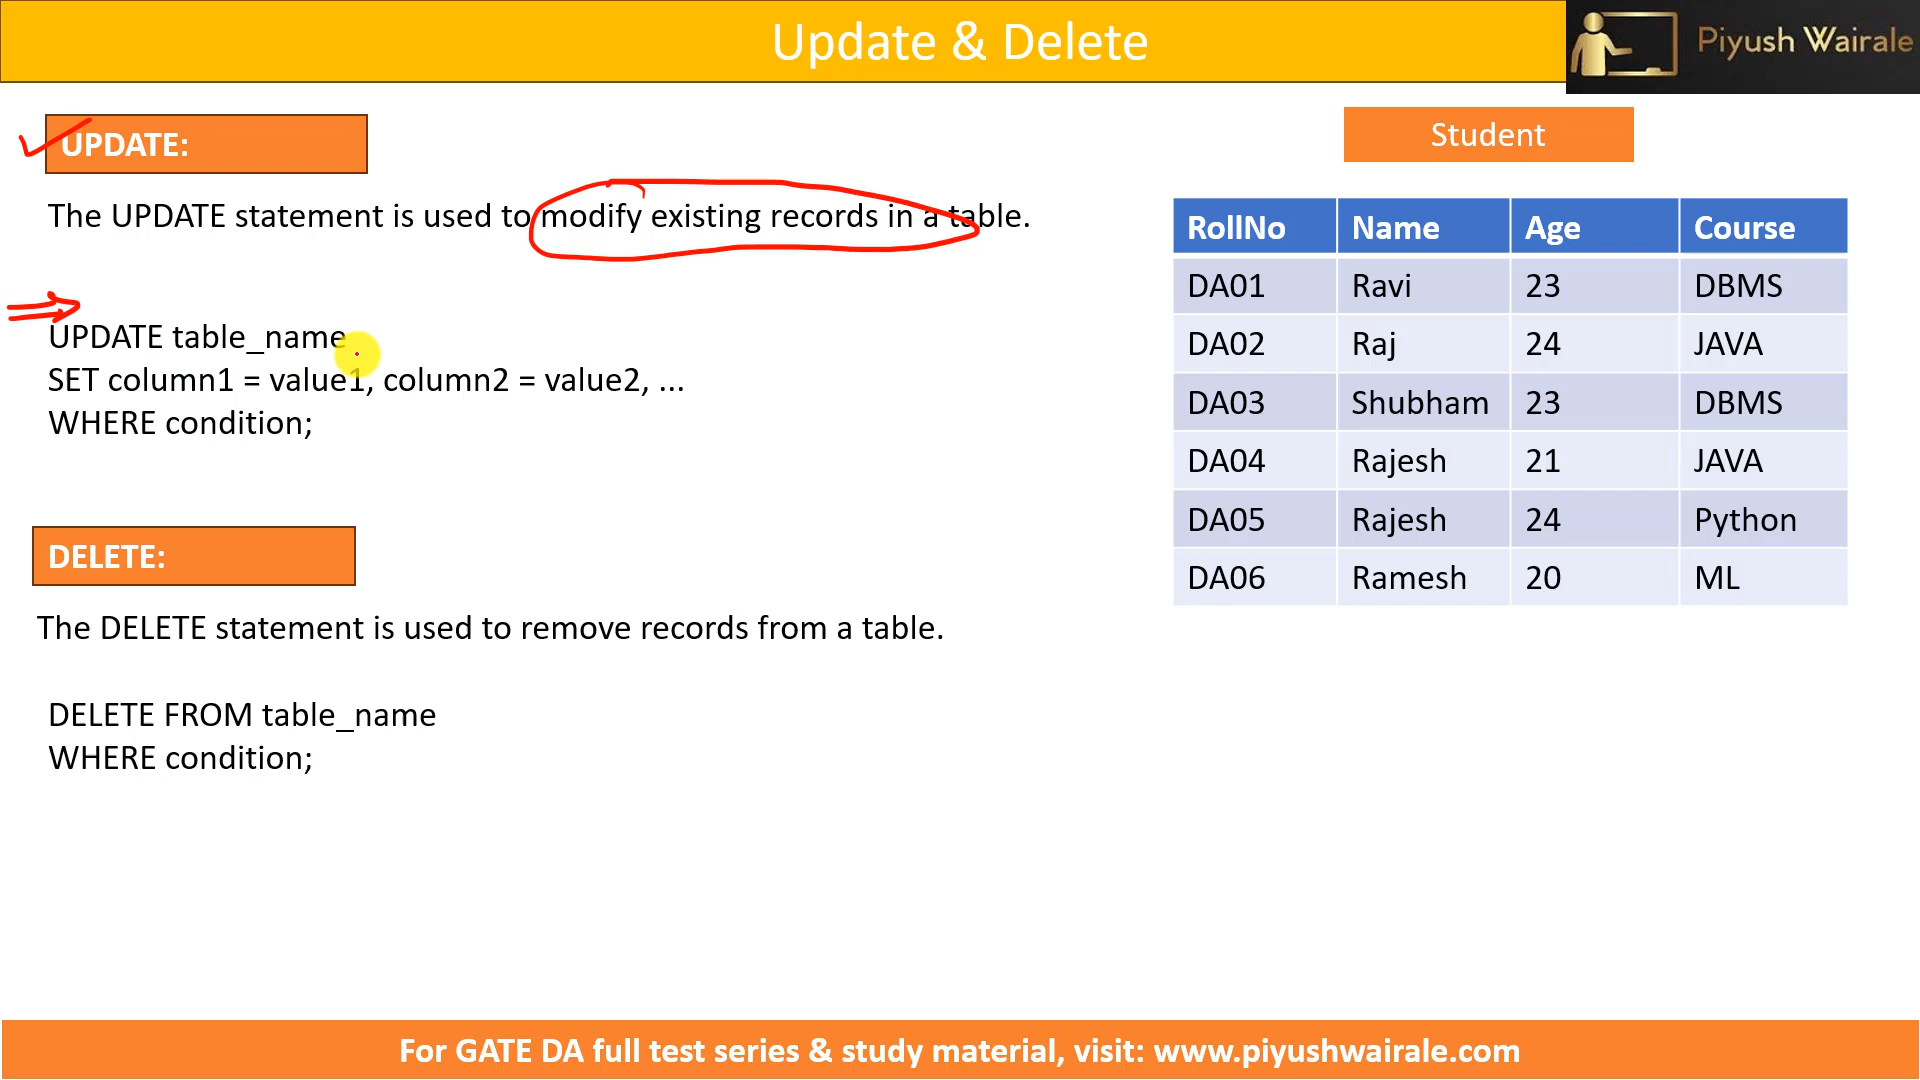 Update & Delete
Piyush Wairale
UPDATE:
The UPDATE statement is used to modify existing records in a table.
UPDATE table_name
SET column1 = value1, column2 = value2, ...
WHERE condition;
DELETE:
The DELETE statement is used to remove records from a table.
DELETE FROM table_name
WHERE condition;
Student
RollNo Name Age Course
DA01 Ravi 23 DBMS
DA02 Raj 24 JAVA
DA03 Shubham 23 DBMS
DA04 Rajesh 21 JAVA
DA05 Rajesh 24 Python
DA06 Ramesh 20 ML
For GATE DA full test series & study material, visit: www.piyushwairale.com